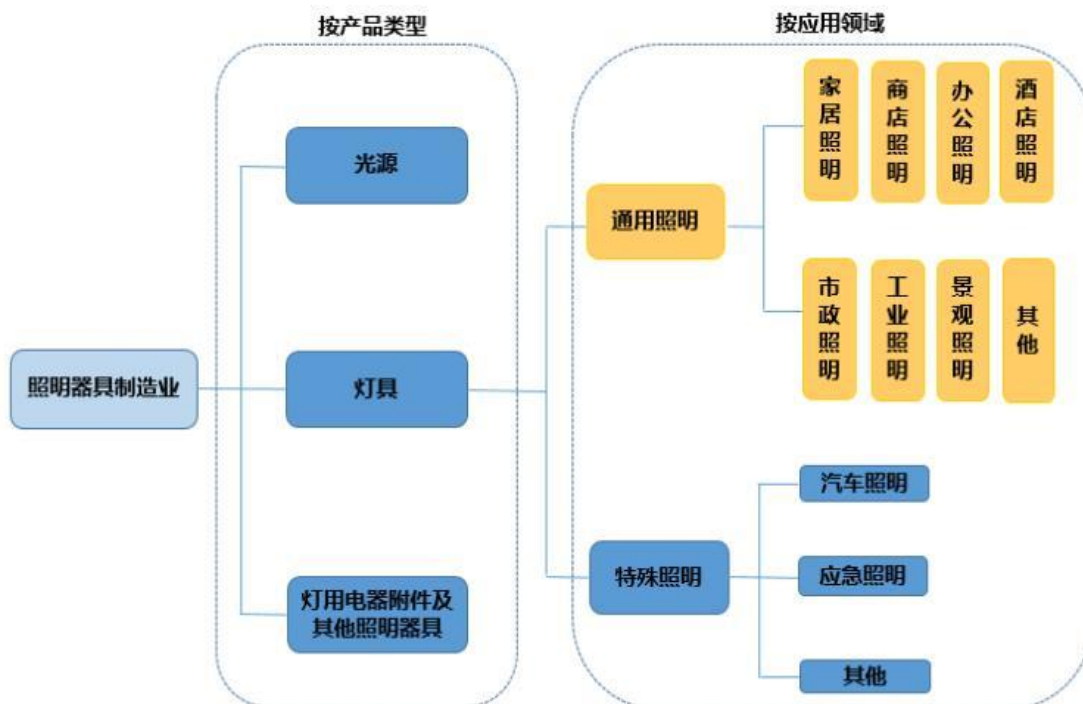 按产品类型
按应用领域
家居照明
商店照明
办公照明
酒店照明
光源
通用照明
市政照明
工业照明
景观照明
其他
照明器具制造业
灯具
汽车照明
特殊照明
应急照明
灯用电器附件及
其他照明器具
其他